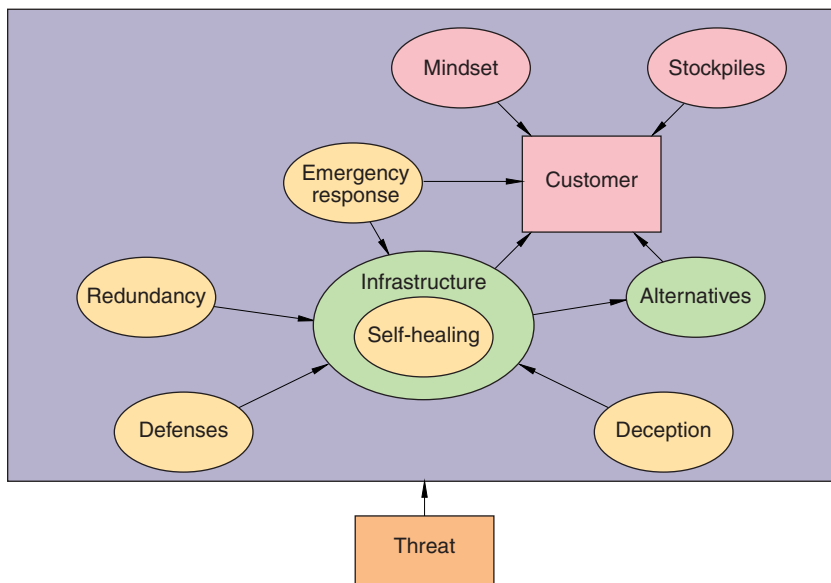 Mindset
Stockpiles
Emergency
response
Customer
Redundancy
Infrastructure
Alternatives
Self-healing
Defenses
Deception
Threat